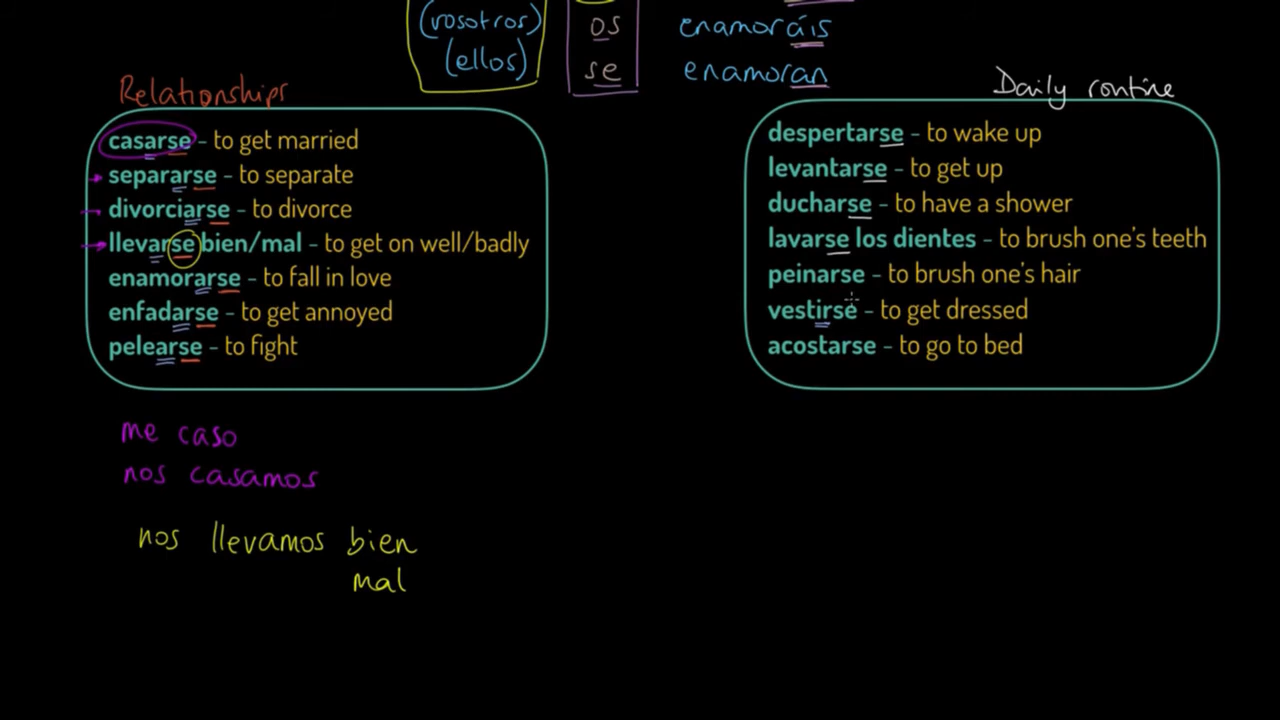 (vosotros) os enamoráis
(ellos) se enamoran
Relationships
casarse - to get married
separarse - to separate
divorciarse - to divorce
llevarse bien/mal - to get on well/badly
enamorarse - to fall in love
enfadarse - to get annoyed
pelearse - to fight
me caso
nos casamos
nos llevamos bien
mal
Daily routine
despertarse - to wake up
levantarse - to get up
ducharse - to have a shower
lavarse los dientes - to brush one's teeth
peinarse - to brush one's hair
vestirse - to get dressed
acostarse - to go to bed